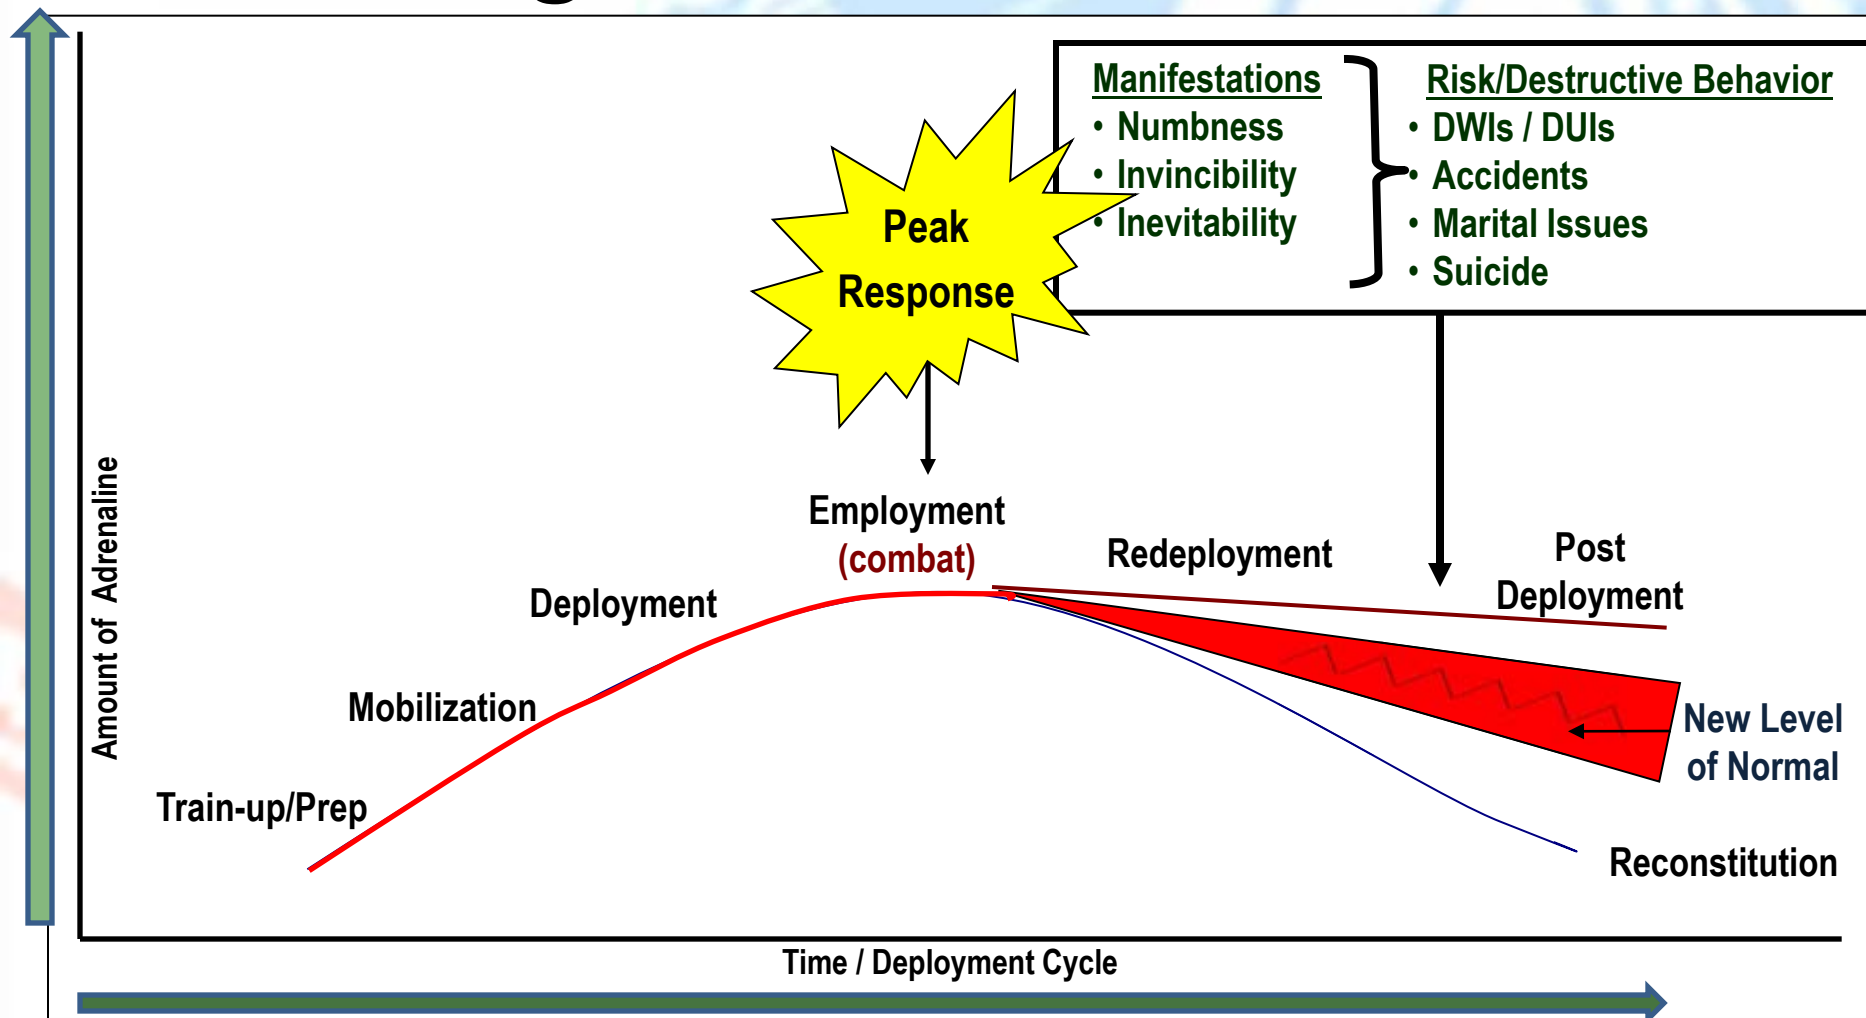 Manifestations
• Numbness
• Invincibility
• Inevitability
Risk/Destructive Behavior
• DWIs / DUIs
• Accidents
• Marital Issues
• Suicide
Peak
Response
Employment
(combat)
Redeployment
Post
Deployment
Deployment
Mobilization
Train-up/Prep
New Level
of Normal
Reconstitution
Amount of Adrenaline
Time / Deployment Cycle